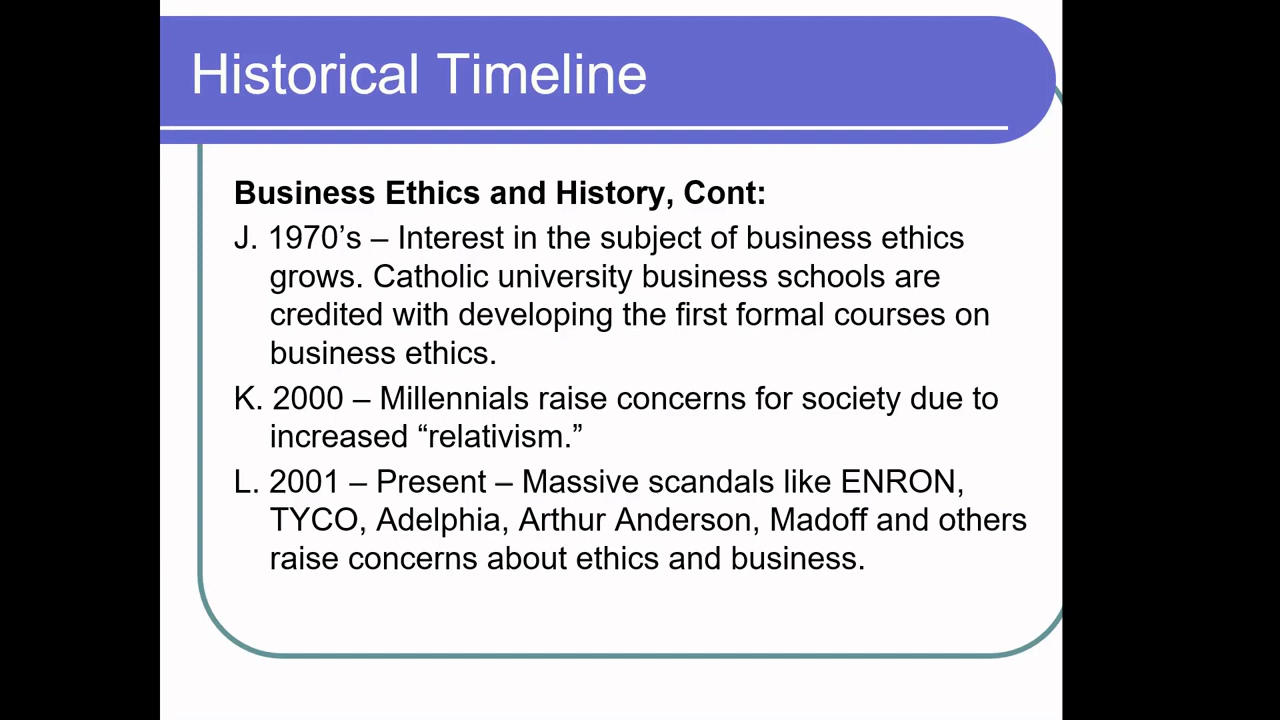 Historical Timeline
Business Ethics and History, Cont:
J. 1970’s – Interest in the subject of business ethics
grows. Catholic university business schools are
credited with developing the first formal courses on
business ethics.
K. 2000 – Millennials raise concerns for society due to
increased “relativism.”
L. 2001 – Present – Massive scandals like ENRON,
TYCO, Adelphia, Arthur Anderson, Madoff and others
raise concerns about ethics and business.